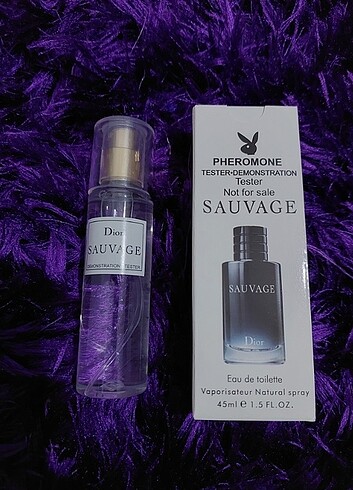 Dior
SAUVAGE
DEMONSTRATION TESTER
PHEROMONE
TESTER-DEMONSTRATION
Tester
Not for sale
SAUVAGE
SAUVAGE
Dior
Eau de toilette
Vaporisateur Natural spray
45ml e 1.5 FL.OZ.